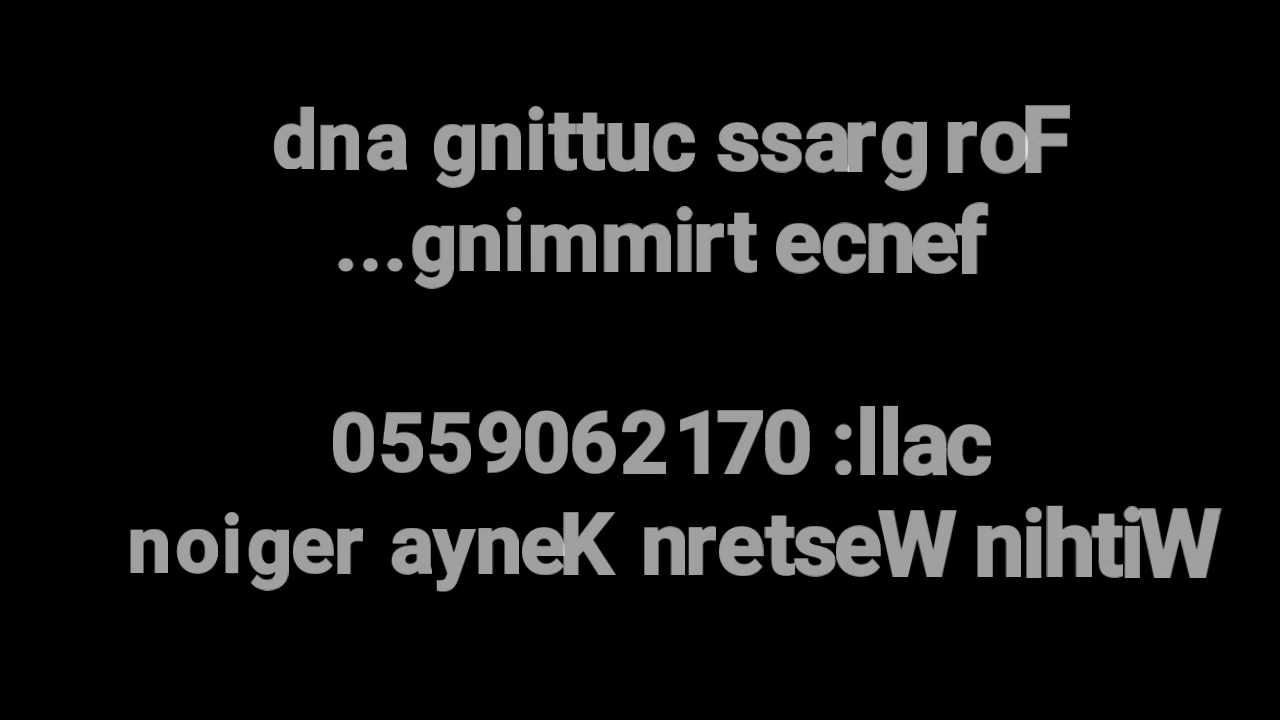 dna gnittuc ssarg roF
...gnimmirt ecnef
0559062170 :llac
noiger ayneK nretseW nihtiW